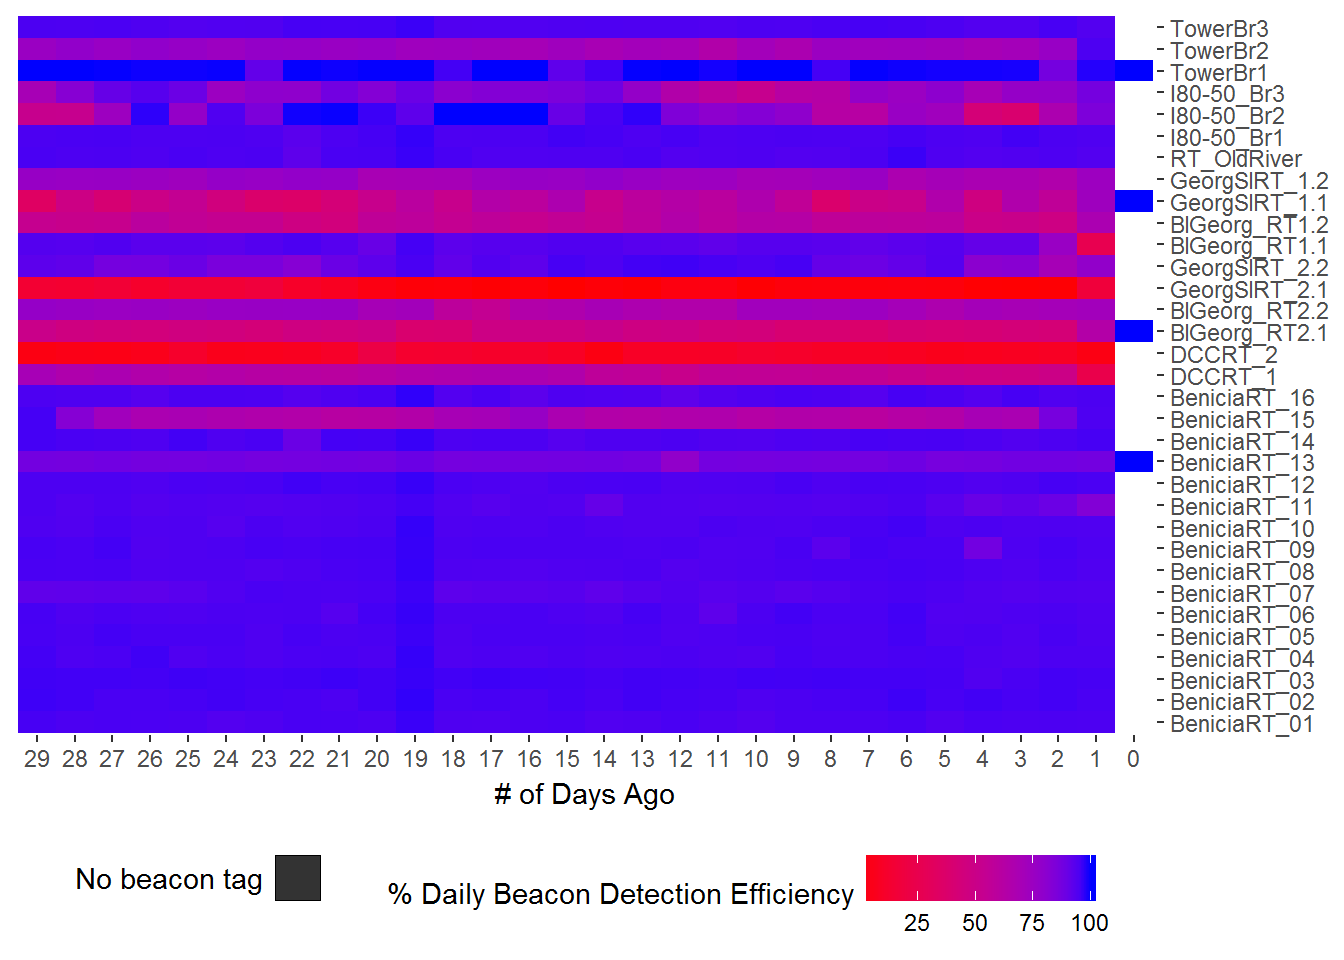 TowerBr3
TowerBr2
TowerBr1
I80-50_Br3
I80-50_Br2
I80-50_Br1
RT_OldRiver
GeorgSlRT_1.2
GeorgSlRT_1.1
BlGeorg_RT1.2
BlGeorg_RT1.1
GeorgSlRT_2.2
GeorgSlRT_2.1
BlGeorg_RT2.2
BlGeorg_RT2.1
DCCRT_2
DCCRT_1
BeniciaRT_16
BeniciaRT_15
BeniciaRT_14
BeniciaRT_13
BeniciaRT_12
BeniciaRT_11
BeniciaRT_10
BeniciaRT_09
BeniciaRT_08
BeniciaRT_07
BeniciaRT_06
BeniciaRT_05
BeniciaRT_04
BeniciaRT_03
BeniciaRT_02
BeniciaRT_01
29 28 27 26 25 24 23 22 21 20 19 18 17 16 15 14 13 12 11 10 9 8 7 6 5 4 3 2 1 0
# of Days Ago
No beacon tag
% Daily Beacon Detection Efficiency
25 50 75 100